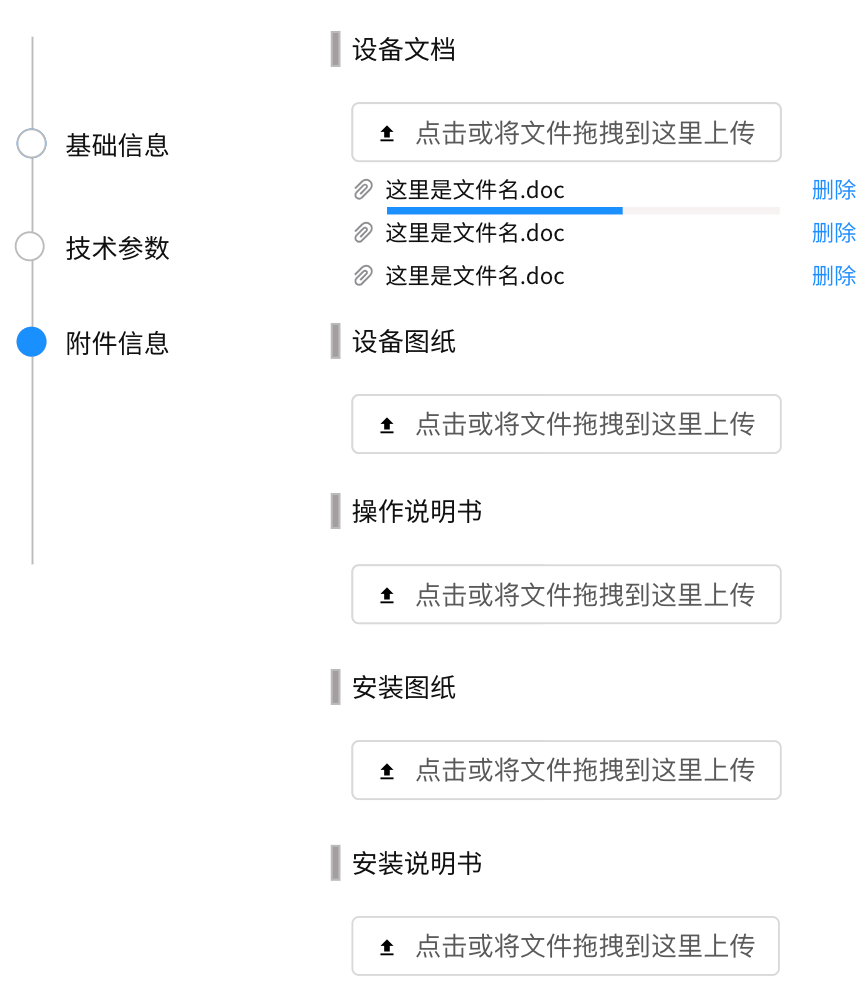 基础信息
技术参数
附件信息
设备文档
点击或将文件拖拽到这里上传
这里是文件名.doc 删除
这里是文件名.doc 删除
这里是文件名.doc 删除
设备图纸
点击或将文件拖拽到这里上传
操作说明书
点击或将文件拖拽到这里上传
安装图纸
点击或将文件拖拽到这里上传
安装说明书
点击或将文件拖拽到这里上传